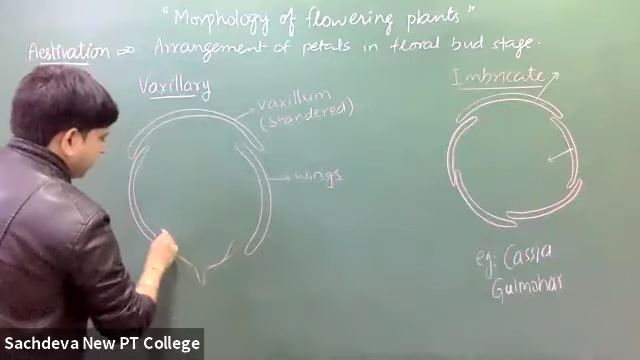 "Morphology of flowering plants"
Aestivation ⇒ Arrangement of petals in floral bud stage.
Vaxillary
vaxillum
(standered)
wings
Imbricate
eg: Cassia
Gulmohar
Sachdeva New PT College